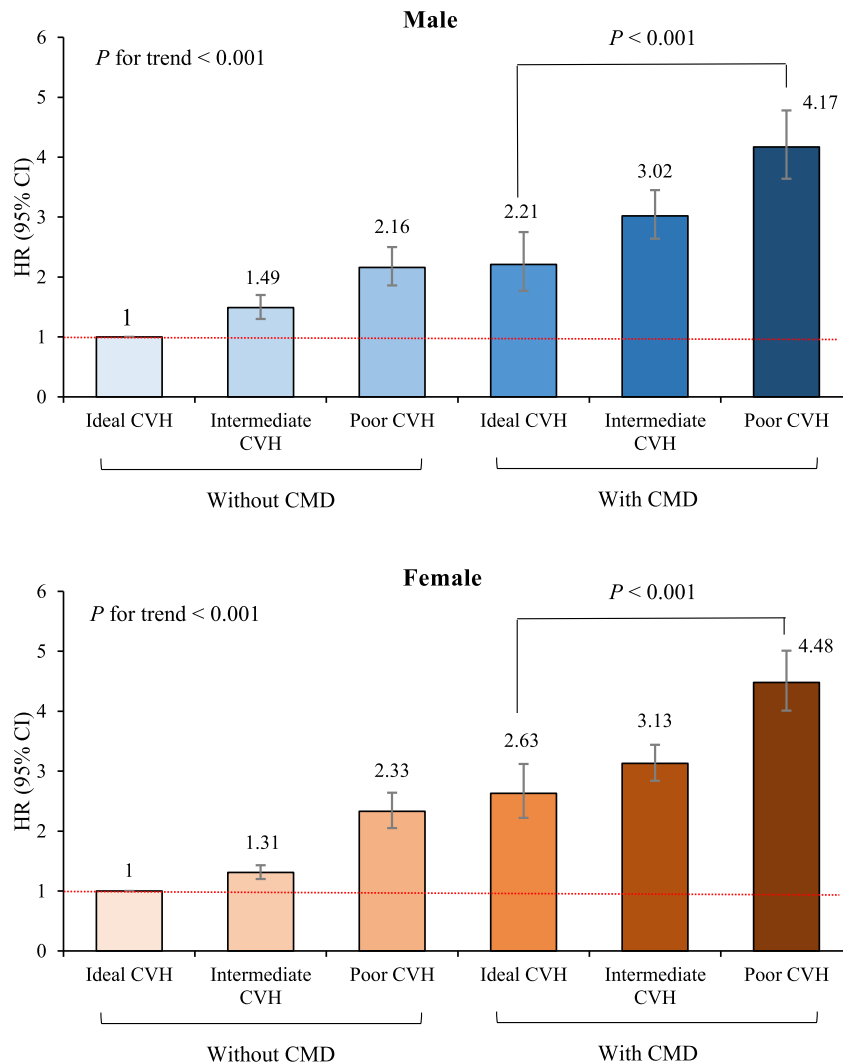 Male
P for trend < 0.001
P < 0.001
HR (95% CI)
6
5
4
3
2
1
0
1
1.49
2.16
2.21
3.02
4.17
Ideal CVH
Intermediate
CVH
Poor CVH
Ideal CVH
Intermediate
CVH
Poor CVH
Without CMD
With CMD
Female
P for trend < 0.001
P < 0.001
HR (95% CI)
6
5
4
3
2
1
0
1
1.31
2.33
2.63
3.13
4.48
Ideal CVH
Intermediate
CVH
Poor CVH
Ideal CVH
Intermediate
CVH
Poor CVH
Without CMD
With CMD